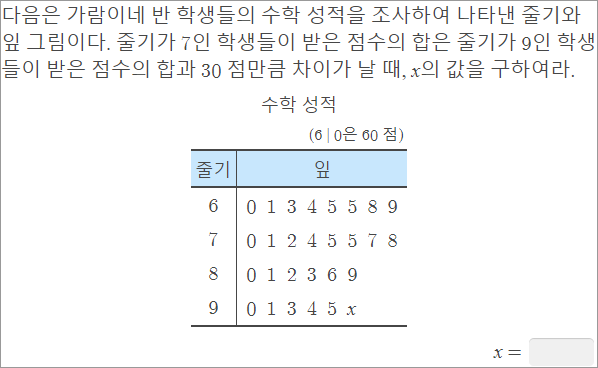 다음은 가람이네 반 학생들의 수학 성적을 조사하여 나타낸 줄기와
잎 그림이다. 줄기가 7인 학생들이 받은 점수의 합은 줄기가 9인 학생
들이 받은 점수의 합과 30 점만큼 차이가 날 때, x의 값을 구하여라.
수학 성적
(6 | 0은 60 점)
줄기 잎
6 0 1 3 4 5 5 8 9
7 0 1 2 4 5 5 7 8
8 0 1 2 3 6 9
9 0 1 3 4 5 x
x =